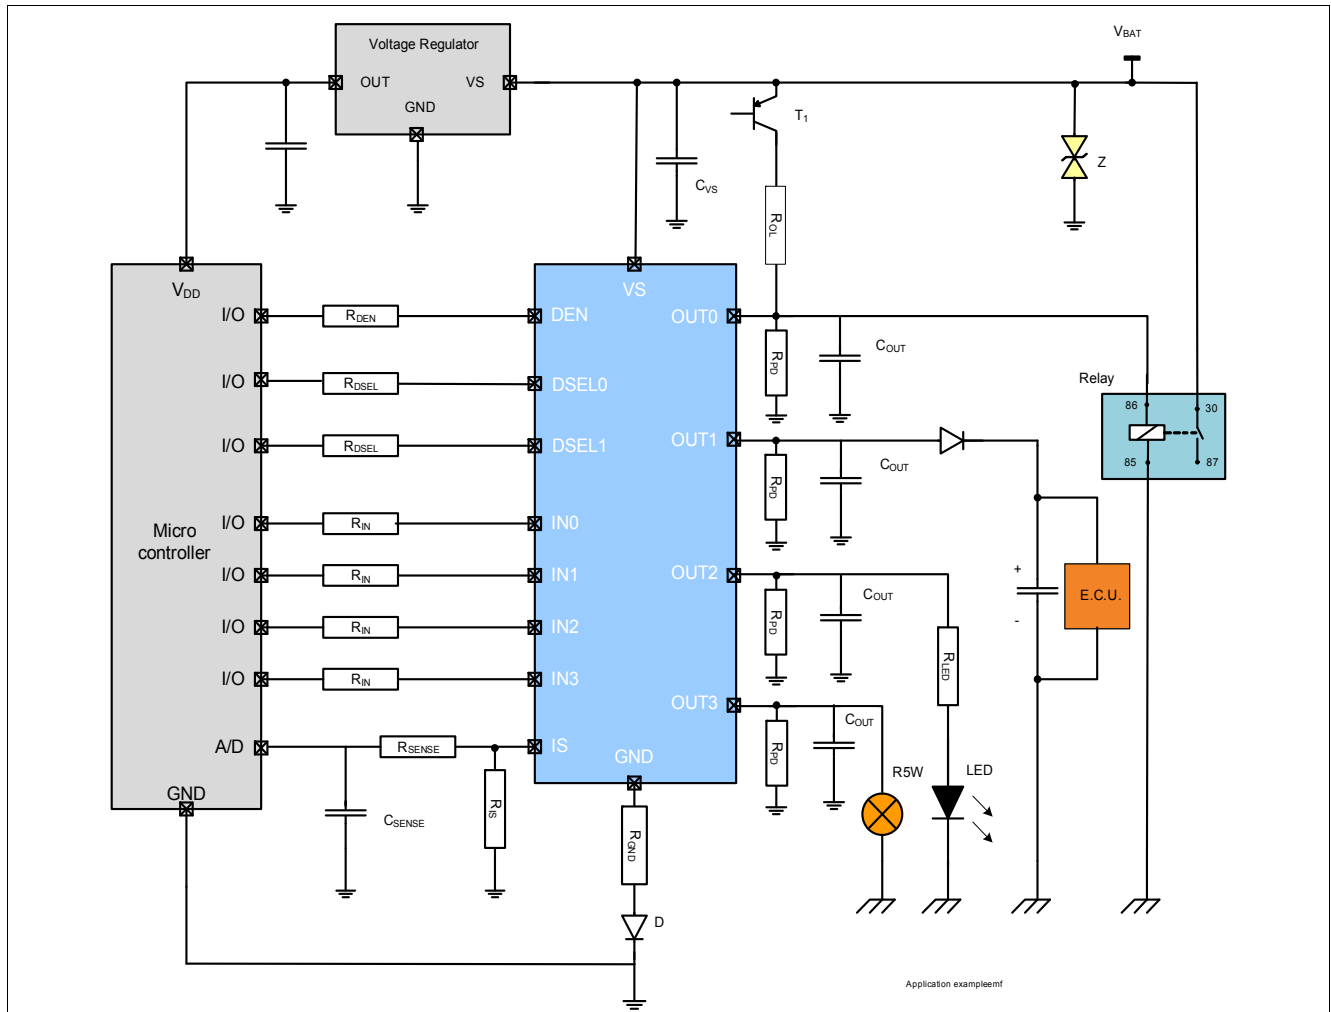 Voltage Regulator
OUT
VS
GND
VBAT
T1
Z
CVS
ROL
VDD
VS
I/O
RDEN
DEN
OUT0
RPD
COUT
I/O
RDSEL
DSEL0
Relay
86
30
85
87
I/O
RDSEL
DSEL1
OUT1
RPD
COUT
I/O
RIN
IN0
Micro
controller
I/O
RIN
IN1
OUT2
RPD
COUT
+
-
E.C.U.
I/O
RIN
IN2
RLED
I/O
RIN
IN3
OUT3
RPD
COUT
A/D
RSENSE
IS
GND
R5W
LED
GND
CSENSE
RIS
RGND
D
Application exampleemf